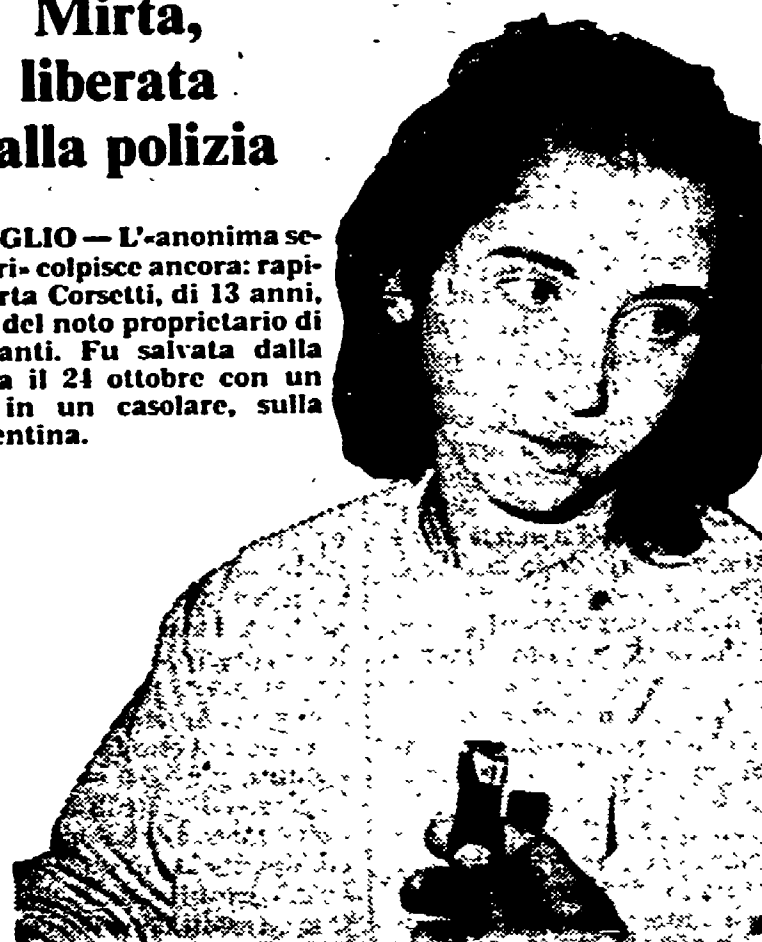 Mirta,
liberata
alla polizia
GLIO — L'«anonima se-
ri» colpisce ancora: rapi-
rta Corsetti, di 13 anni,
del noto proprietario di
anti. Fu salvata dalla
a il 24 ottobre con un
in un casolare, sulla
entina.